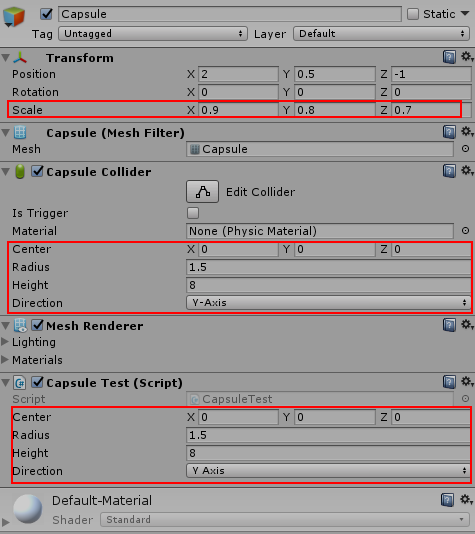 Capsule Static
Tag Untagged Layer Default
Transform
Position X 2 Y 0.5 Z -1
Rotation X 0 Y 0 Z 0
Scale X 0.9 Y 0.8 Z 0.7
Capsule (Mesh Filter)
Mesh Capsule
Capsule Collider
Edit Collider
Is Trigger
Material None (Physic Material)
Center X 0 Y 0 Z 0
Radius 1.5
Height 8
Direction Y-Axis
Mesh Renderer
Lighting
Materials
Capsule Test (Script)
Script CapsuleTest
Center X 0 Y 0 Z 0
Radius 1.5
Height 8
Direction Y Axis
Default-Material
Shader Standard